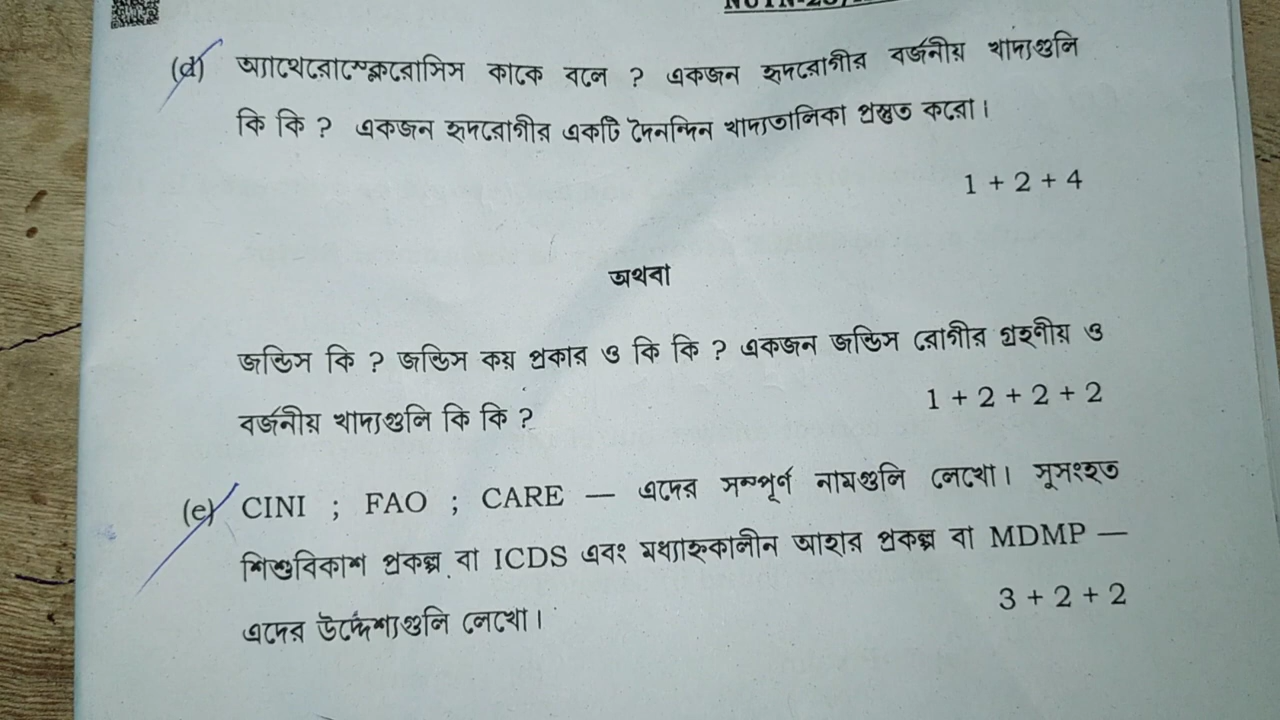 (d) অ্যাথেরোস্ক্লেরোসিস কাকে বলে ? একজন হৃদরোগীর বর্জনীয় খাদ্যগুলি
কি কি ? একজন হৃদরোগীর একটি দৈনন্দিন খাদ্যতালিকা প্রস্তুত করো।
1 + 2 + 4
অথবা
জন্ডিস কি ? জন্ডিস কয় প্রকার ও কি কি ? একজন জন্ডিস রোগীর গ্রহণীয় ও
বর্জনীয় খাদ্যগুলি কি কি ?
1 + 2 + 2 + 2
(e) CINI ; FAO ; CARE — এদের সম্পূর্ন নামগুলি লেখো। সুসংহত
শিশুবিকাশ প্রকল্প বা ICDS এবং মধ্যাহ্নকালীন আহার প্রকল্প বা MDMP —
এদের উদ্দেশ্যগুলি লেখো।
3 + 2 + 2